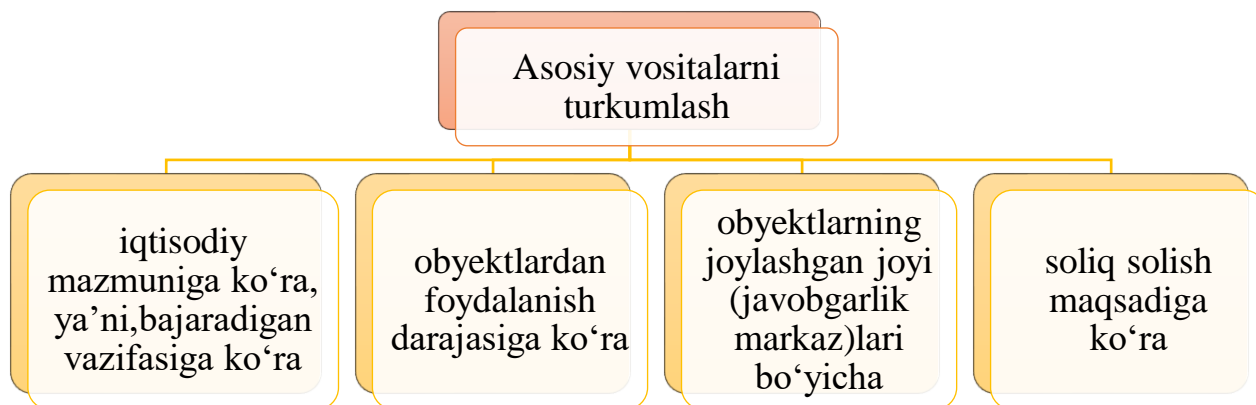 Asosiy vositalarni
turkumlash
iqtisodiy
mazmuniga ko‘ra,
ya’ni,bajaradigan
vazifasiga ko‘ra
obyektlardan
foydalanish
darajasiga ko‘ra
obyektlarning
joylashgan joyi
(javobgarlik
markaz)lari
bo‘yicha
soliq solish
maqsadiga
ko‘ra